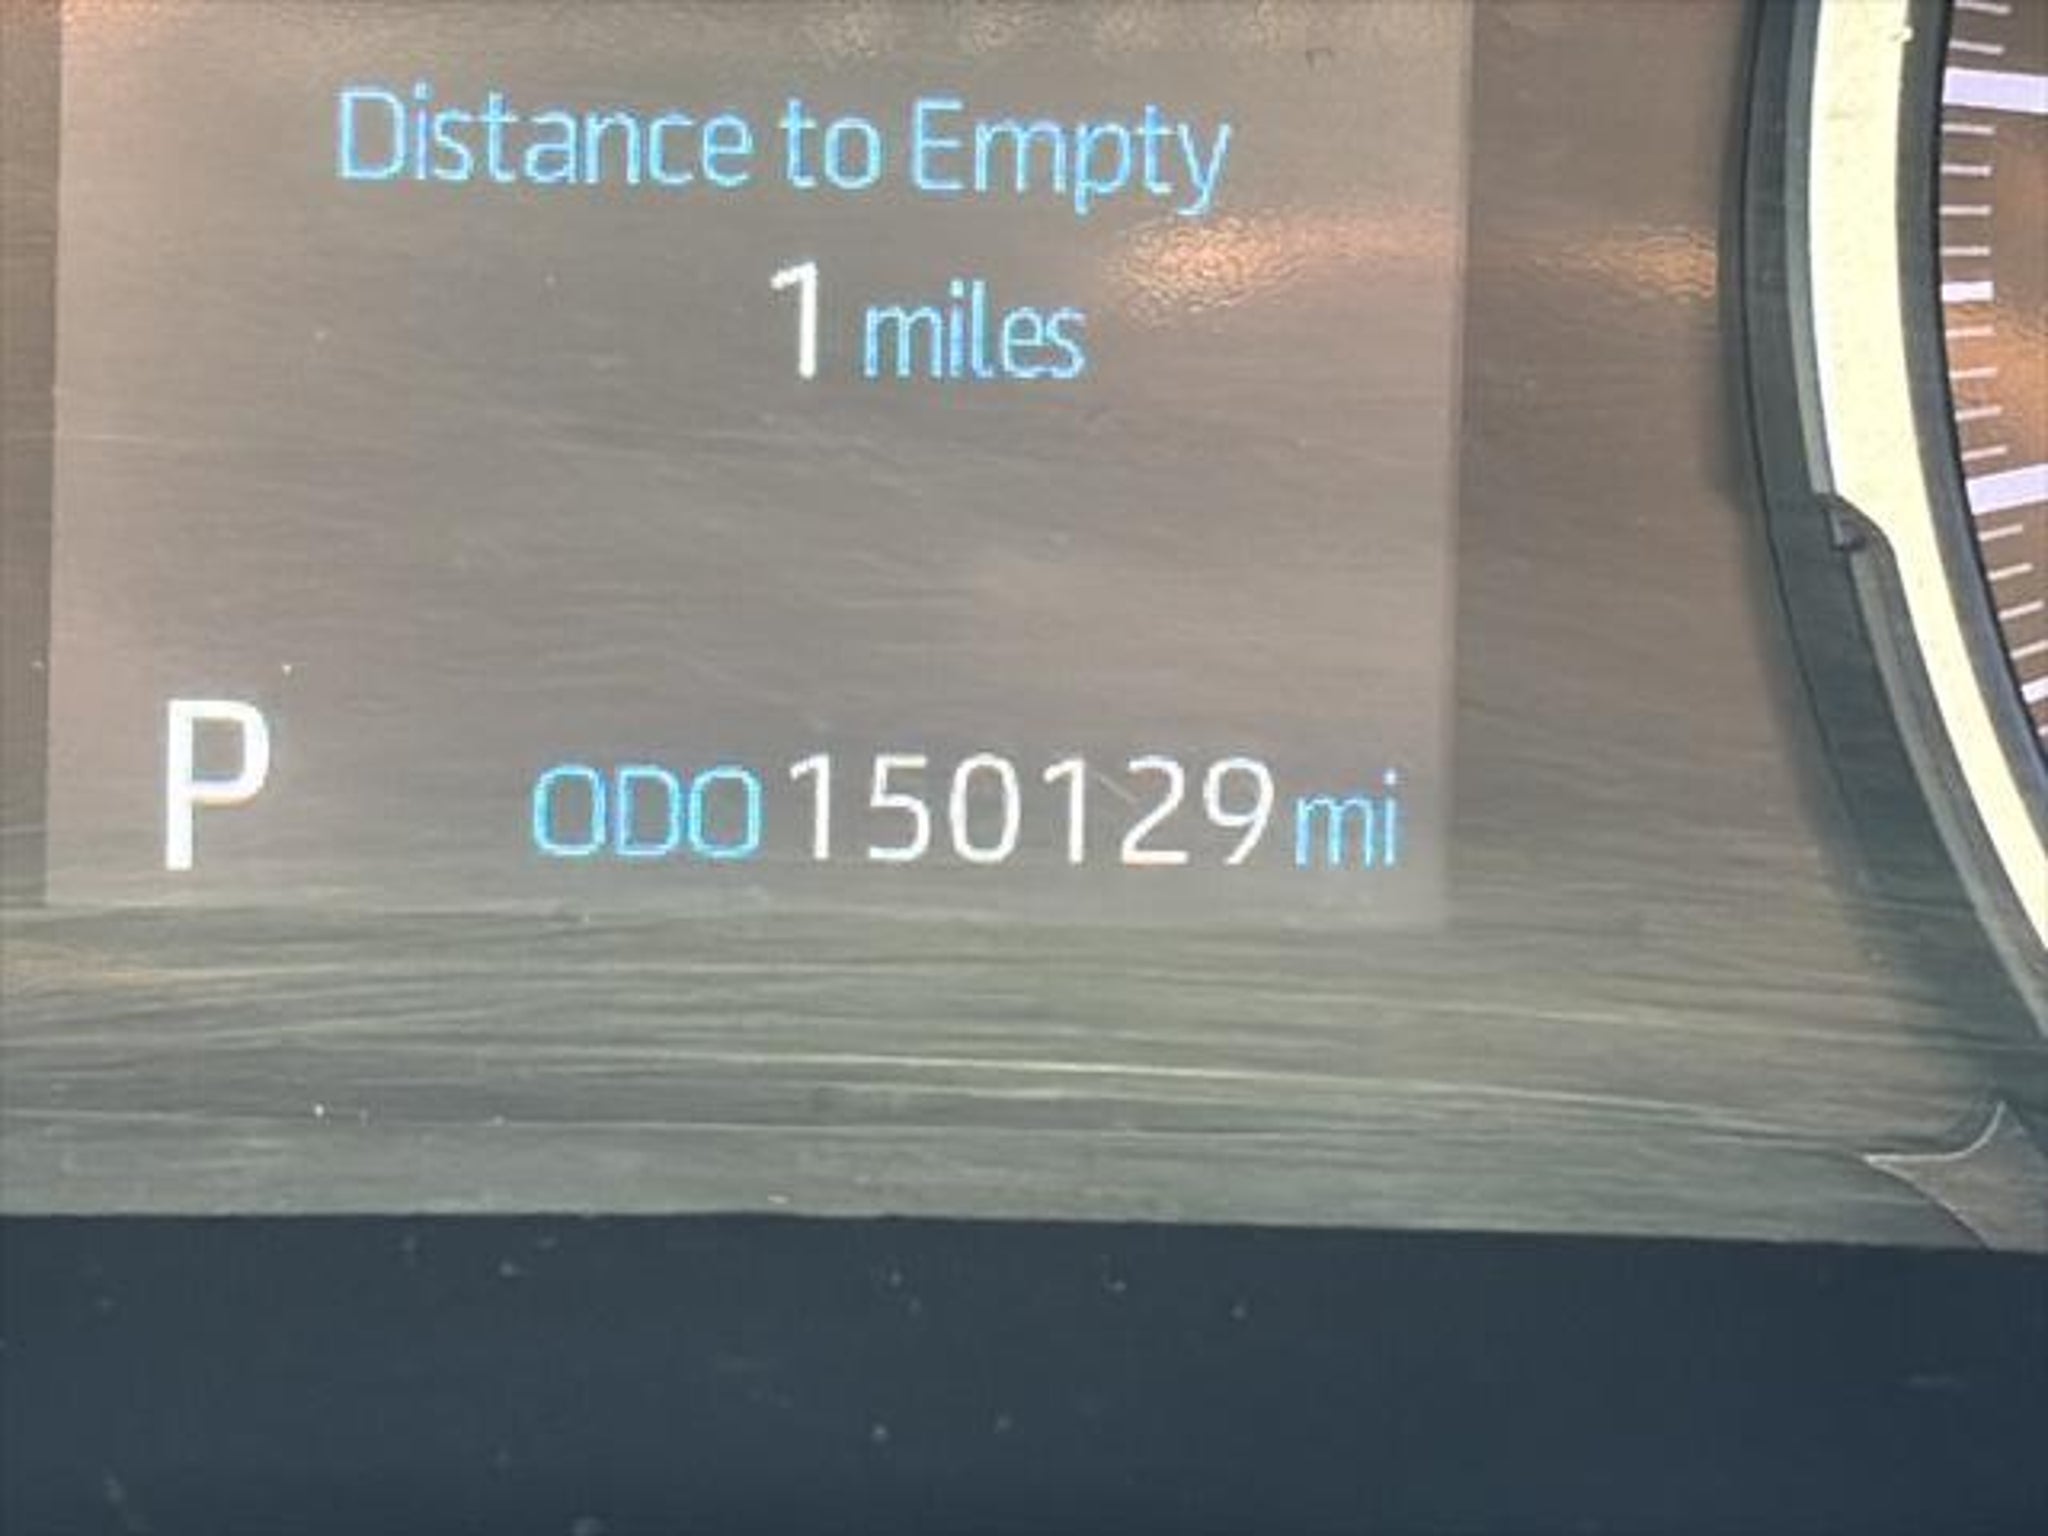 Distance to Empty
1 miles
P ODO 150129 mi